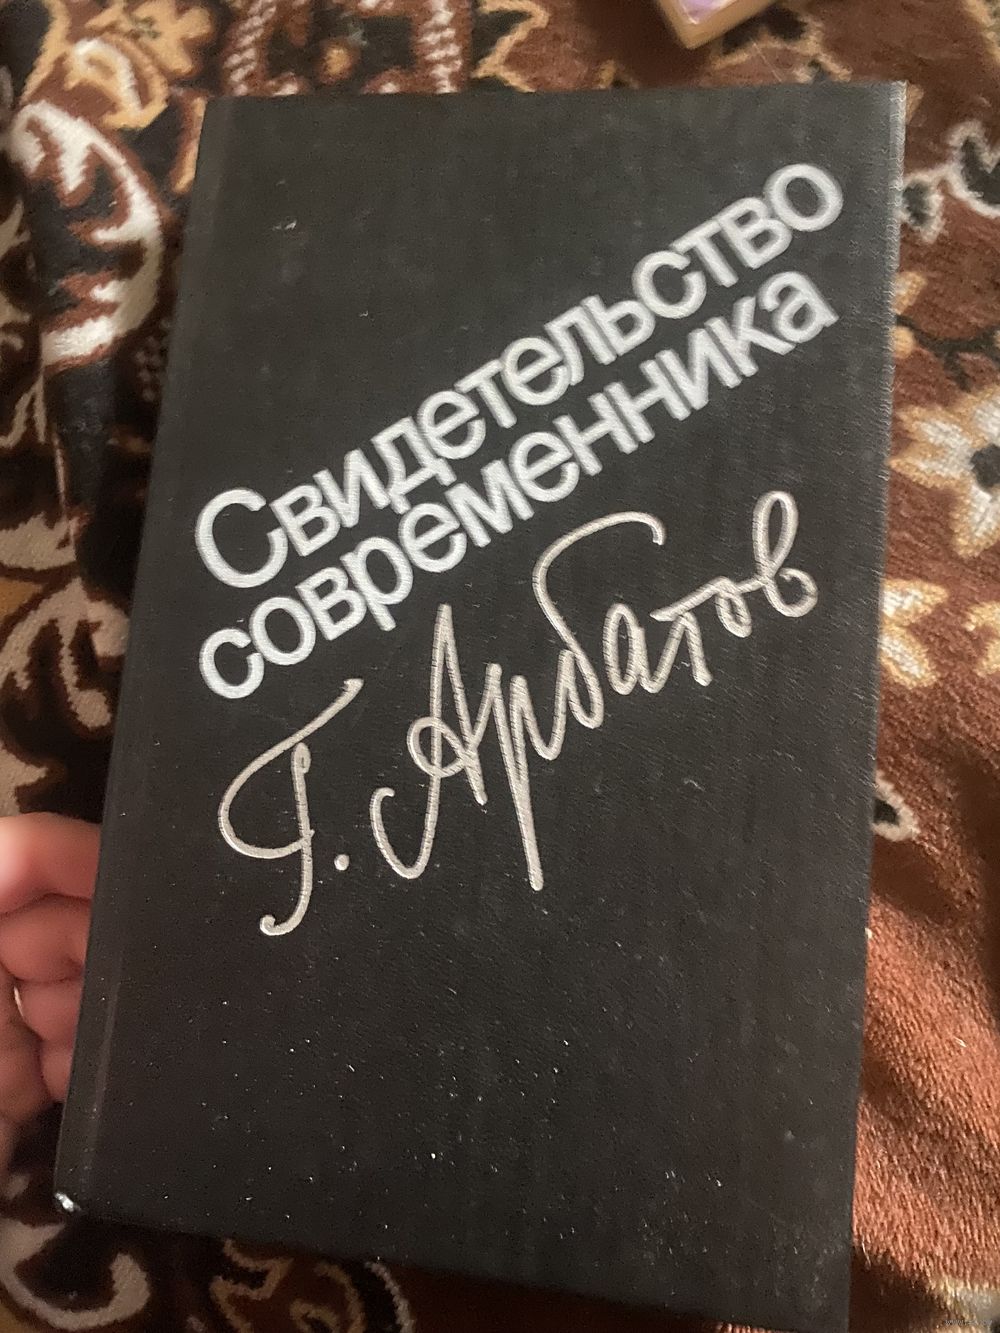 Свидетельство
современника
Г. Арбатов